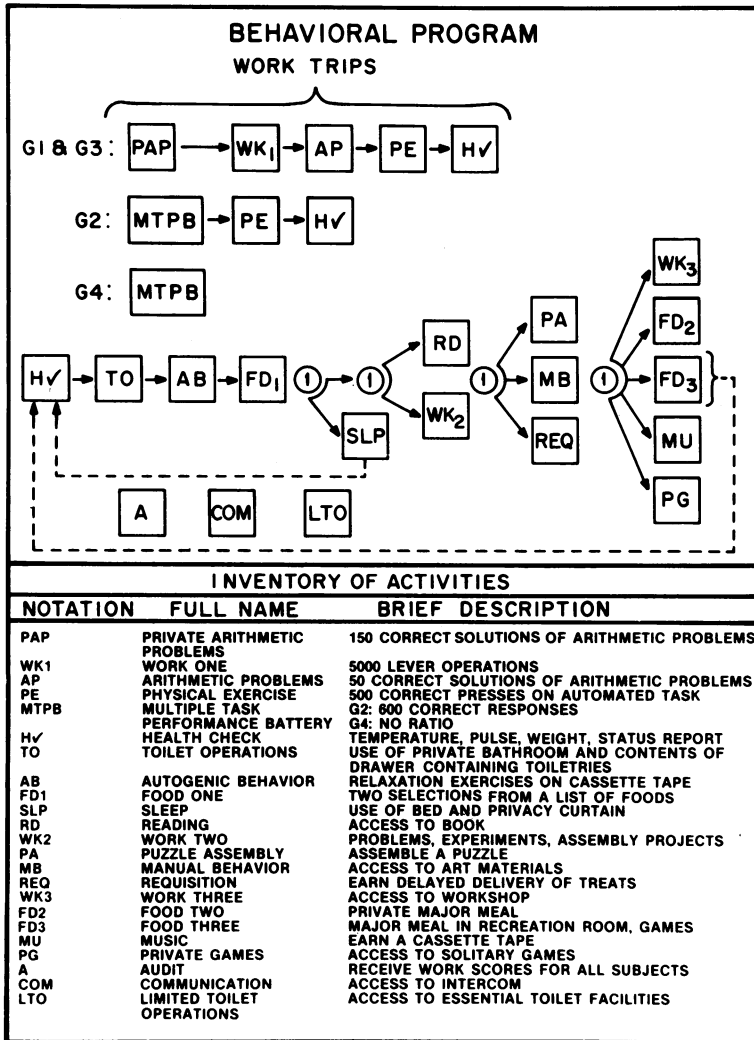 BEHAVIORAL PROGRAM
WORK TRIPS
G1 & G3: PAP WK1 AP PE H✓
G2: MTPB PE H✓
G4: MTPB
WK3
PA FD2
RD
H✓ TO AB FD1 1 1 1 MB 1 FD3
WK2
SLP REQ MU
PG
A COM LTO
INVENTORY OF ACTIVITIES
NOTATION FULL NAME BRIEF DESCRIPTION
PAP PRIVATE ARITHMETIC 150 CORRECT SOLUTIONS OF ARITHMETIC PROBLEMS
PROBLEMS
WK1 WORK ONE 5000 LEVER OPERATIONS
AP ARITHMETIC PROBLEMS 50 CORRECT SOLUTIONS OF ARITHMETIC PROBLEMS
PE PHYSICAL EXERCISE 500 CORRECT PRESSES ON AUTOMATED TASK
MTPB MULTIPLE TASK G2: 600 CORRECT RESPONSES
PERFORMANCE BATTERY G4: NO RATIO
H✓ HEALTH CHECK TEMPERATURE, PULSE, WEIGHT, STATUS REPORT
TO TOILET OPERATIONS USE OF PRIVATE BATHROOM AND CONTENTS OF
DRAWER CONTAINING TOILETRIES
AB AUTOGENIC BEHAVIOR RELAXATION EXERCISES ON CASSETTE TAPE
FD1 FOOD ONE TWO SELECTIONS FROM A LIST OF FOODS
SLP SLEEP USE OF BED AND PRIVACY CURTAIN
RD READING ACCESS TO BOOK
WK2 WORK TWO PROBLEMS, EXPERIMENTS, ASSEMBLY PROJECTS
PA PUZZLE ASSEMBLY ASSEMBLE A PUZZLE
MB MANUAL BEHAVIOR ACCESS TO ART MATERIALS
REQ REQUISITION EARN DELAYED DELIVERY OF TREATS
WK3 WORK THREE ACCESS TO WORKSHOP
FD2 FOOD TWO PRIVATE MAJOR MEAL
FD3 FOOD THREE MAJOR MEAL IN RECREATION ROOM, GAMES
MU MUSIC EARN A CASSETTE TAPE
PG PRIVATE GAMES ACCESS TO SOLITARY GAMES
A AUDIT RECEIVE WORK SCORES FOR ALL SUBJECTS
COM COMMUNICATION ACCESS TO INTERCOM
LTO LIMITED TOILET ACCESS TO ESSENTIAL TOILET FACILITIES
OPERATIONS